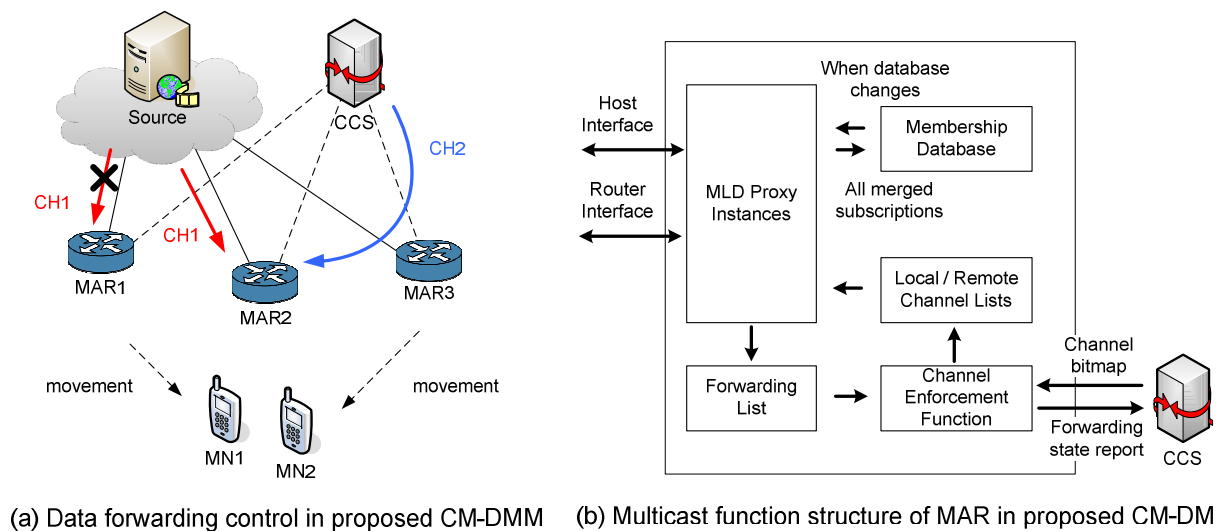 Source
CCS
CH1
CH1
CH2
MAR1
MAR2
MAR3
movement
movement
MN1
MN2
(a) Data forwarding control in proposed CM-DMM
When database
changes
Host
Interface
Membership
Database
MLD Proxy
Instances
Router
Interface
All merged
subscriptions
Local / Remote
Channel Lists
Forwarding
List
Channel
Enforcement
Function
Channel
bitmap
Forwarding
state report
CCS
(b) Multicast function structure of MAR in proposed CM-DM